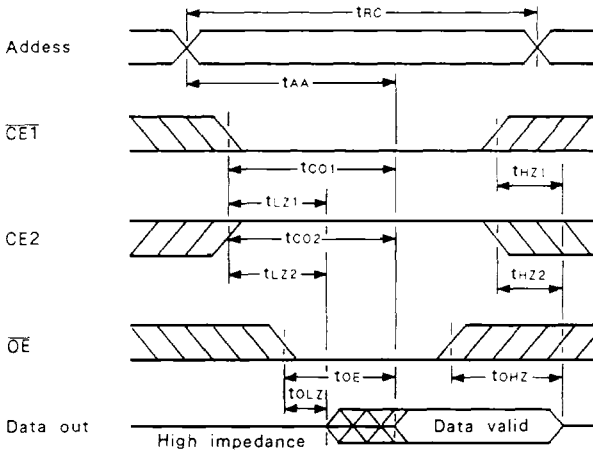 tRC
Addess
tAA
CE1
tCO1
tHZ1
tLZ1
CE2
tCO2
tHZ2
tLZ2
OE
tOE
tOHZ
tOLZ
Data out
High impedance
Data valid